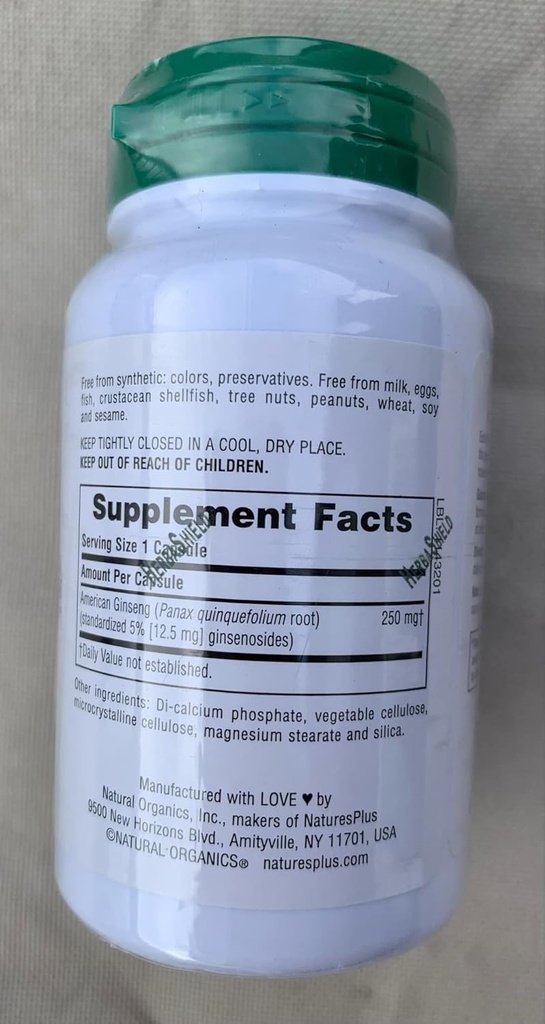 Free from synthetic: colors, preservatives. Free from milk, eggs,
fish, crustacean shellfish, tree nuts, peanuts, wheat, soy
and sesame.
KEEP TIGHTLY CLOSED IN A COOL, DRY PLACE.
KEEP OUT OF REACH OF CHILDREN.
Supplement Facts
Serving Size 1 Capsule
Amount Per Capsule
American Ginseng (Panax quinquefolium root) 250 mg†
(standardized 5% [12.5 mg] ginsenosides)
†Daily Value not established.
Other ingredients: Di-calcium phosphate, vegetable cellulose,
microcrystalline cellulose, magnesium stearate and silica.
Manufactured with LOVE ♥ by
Natural Organics, Inc., makers of NaturesPlus
9500 New Horizons Blvd., Amityville, NY 11701, USA
©NATURAL ORGANICS® naturesplus.com
HERBASHIELD
HERBASHIELD